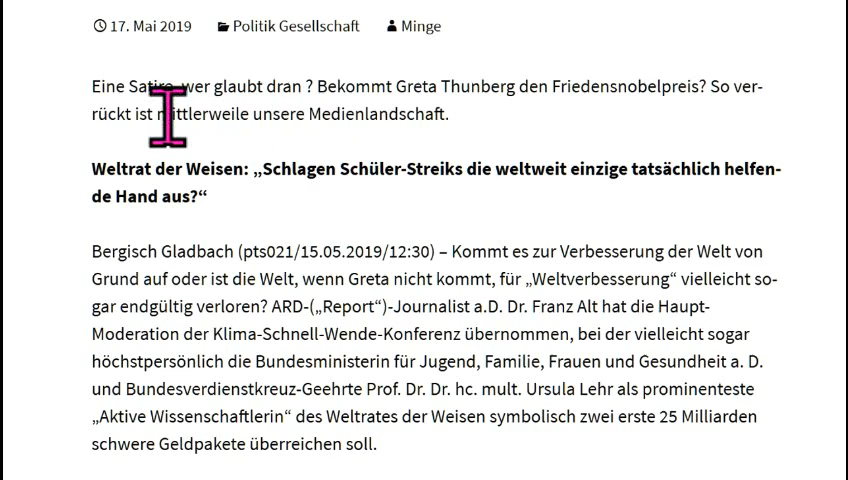 17. Mai 2019 Politik Gesellschaft Minge
Eine Satire, wer glaubt dran ? Bekommt Greta Thunberg den Friedensnobelpreis? So ver-
rückt ist mittlerweile unsere Medienlandschaft.
Weltrat der Weisen: „Schlagen Schüler-Streiks die weltweit einzige tatsächlich helfen-
de Hand aus?“
Bergisch Gladbach (pts021/15.05.2019/12:30) – Kommt es zur Verbesserung der Welt von
Grund auf oder ist die Welt, wenn Greta nicht kommt, für „Weltverbesserung“ vielleicht so-
gar endgültig verloren? ARD-(„Report“)-Journalist a.D. Dr. Franz Alt hat die Haupt-
Moderation der Klima-Schnell-Wende-Konferenz übernommen, bei der vielleicht sogar
höchstpersönlich die Bundesministerin für Jugend, Familie, Frauen und Gesundheit a. D.
und Bundesverdienstkreuz-Geehrte Prof. Dr. Dr. hc. mult. Ursula Lehr als prominenteste
„Aktive Wissenschaftlerin“ des Weltrates der Weisen symbolisch zwei erste 25 Milliarden
schwere Geldpakete überreichen soll.